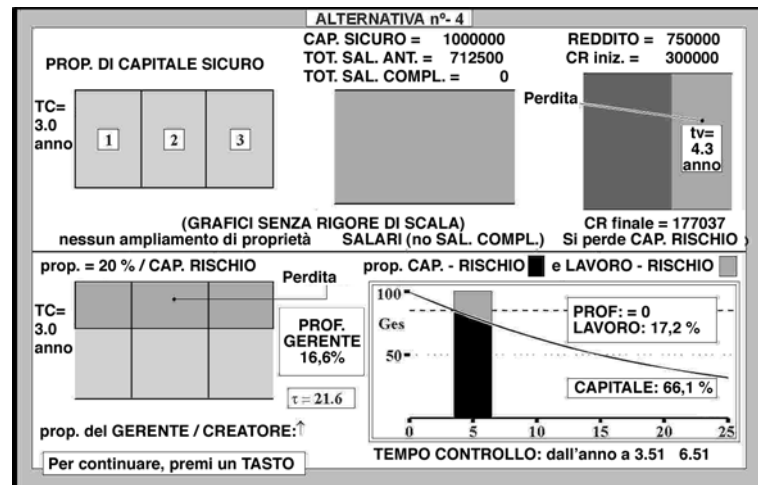 ALTERNATIVA nº- 4
PROP. DI CAPITALE SICURO
CAP. SICURO = 1000000
TOT. SAL. ANT. = 712500
TOT. SAL. COMPL. = 0
REDDITO = 750000
CR iniz. = 300000
TC=
3.0
anno
1 2 3
Perdita
tv=
4.3
anno
(GRAFICI SENZA RIGORE DI SCALA)
nessun ampliamento di proprietà
SALARI (no SAL. COMPL.)
CR finale = 177037
Si perde CAP. RISCHIO
prop. = 20 % / CAP. RISCHIO
Perdita
TC=
3.0
anno
PROF.
GERENTE
16,6%
τ = 21.6
prop. del GERENTE / CREATORE:↑
Per continuare, premi un TASTO
prop. CAP. - RISCHIO e LAVORO - RISCHIO
100
Ges
50
PROF: = 0
LAVORO: 17,2 %
CAPITALE: 66,1 %
0 5 10 15 20 25
TEMPO CONTROLLO: dall'anno a 3.51 6.51